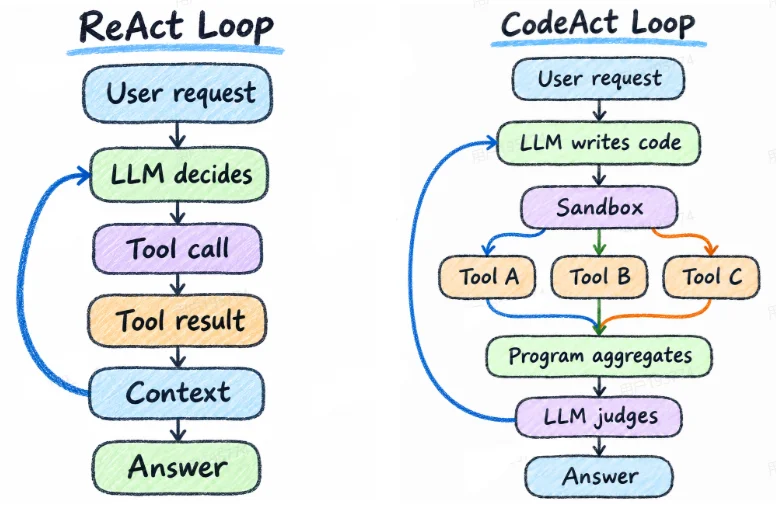 ReAct Loop
User request
LLM decides
Tool call
Tool result
Context
Answer
CodeAct Loop
User request
LLM writes code
Sandbox
Tool A
Tool B
Tool C
Program aggregates
LLM judges
Answer